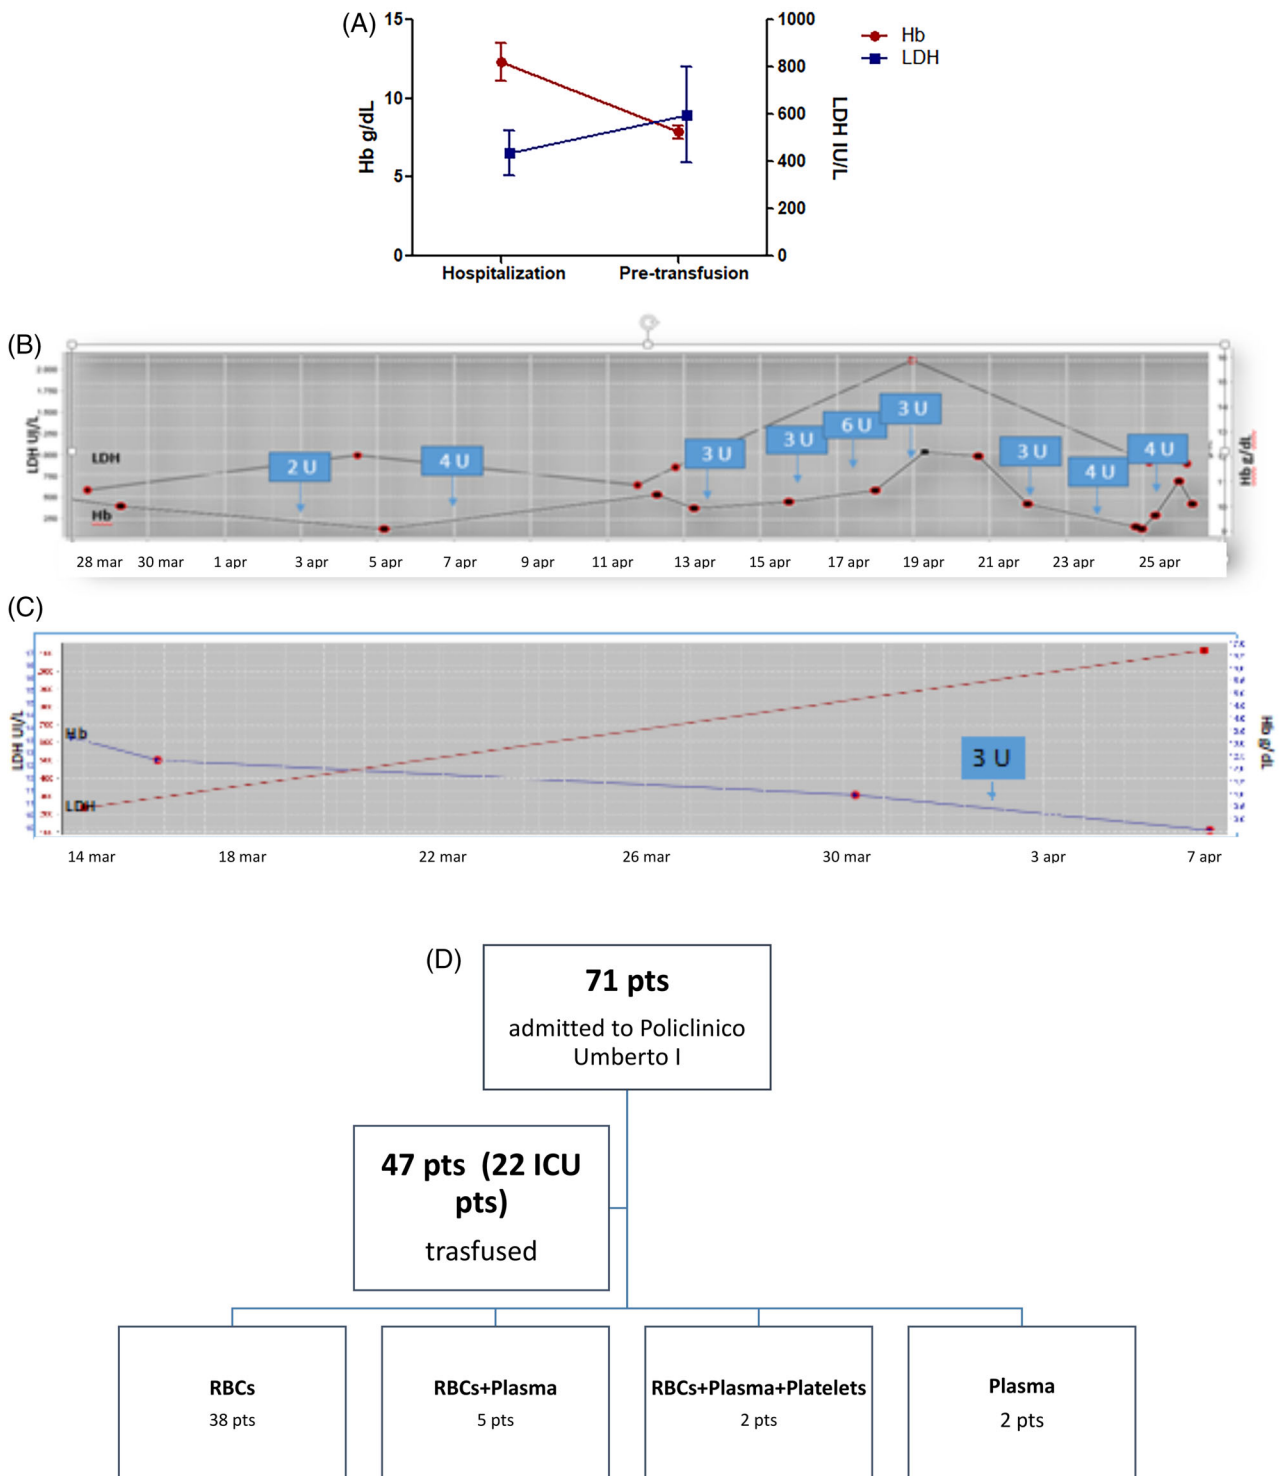 (A)
15
10
5
0
Hb g/dL
1000
800
600
400
200
0
LDH IU/L
Hb
LDH
Hospitalization
Pre-transfusion
(B)
LDH UI/L
LDH
Hb
2 U
4 U
3 U
3 U
6 U
3 U
3 U
4 U
4 U
Hb g/dL
28 mar 30 mar 1 apr 3 apr 5 apr 7 apr 9 apr 11 apr 13 apr 15 apr 17 apr 19 apr 21 apr 23 apr 25 apr
(C)
LDH UI/L
Hb
LDH
3 U
Hb g/dL
14 mar 18 mar 22 mar 26 mar 30 mar 3 apr 7 apr
(D)
71 pts
admitted to Policlinico
Umberto I
47 pts (22 ICU
pts)
trasfused
RBCs
38 pts
RBCs+Plasma
5 pts
RBCs+Plasma+Platelets
2 pts
Plasma
2 pts